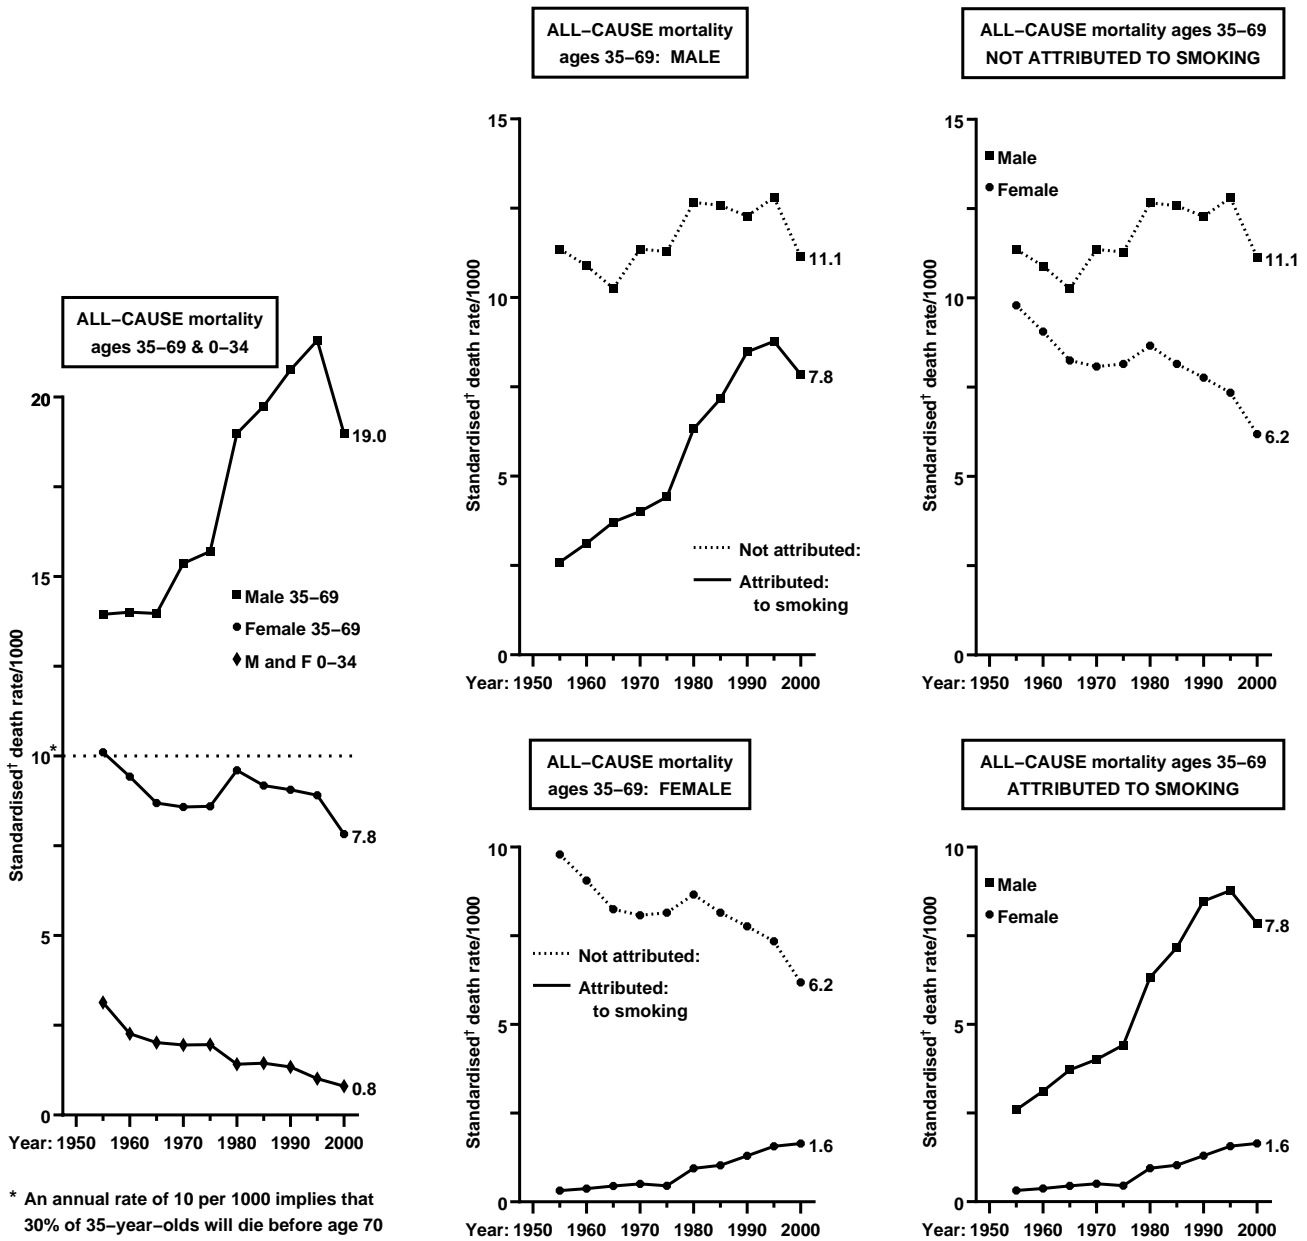 ALL–CAUSE mortality
ages 35–69 & 0–34
Standardised† death rate/1000
20
15
10*
5
0
19.0
Male 35–69
Female 35–69
M and F 0–34
7.8
0.8
Year: 1950 1960 1970 1980 1990 2000
* An annual rate of 10 per 1000 implies that
30% of 35–year–olds will die before age 70
ALL–CAUSE mortality
ages 35–69: MALE
Standardised† death rate/1000
15
10
5
0
11.1
7.8
Not attributed:
Attributed:
to smoking
Year: 1950 1960 1970 1980 1990 2000
ALL–CAUSE mortality ages 35–69
NOT ATTRIBUTED TO SMOKING
Standardised† death rate/1000
15
10
5
0
Male
Female
11.1
6.2
Year: 1950 1960 1970 1980 1990 2000
ALL–CAUSE mortality
ages 35–69: FEMALE
Standardised† death rate/1000
10
5
0
Not attributed:
Attributed:
to smoking
6.2
1.6
Year: 1950 1960 1970 1980 1990 2000
ALL–CAUSE mortality ages 35–69
ATTRIBUTED TO SMOKING
Standardised† death rate/1000
10
5
0
Male
Female
7.8
1.6
Year: 1950 1960 1970 1980 1990 2000